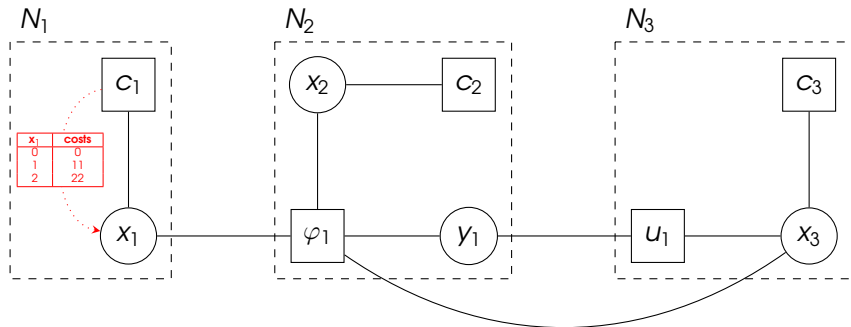 N₁ N₂ N₃
c₁ x₂ c₂ c₃
x₁ costs
0 0
1 11
2 22
x₁ φ₁ y₁ u₁ x₃